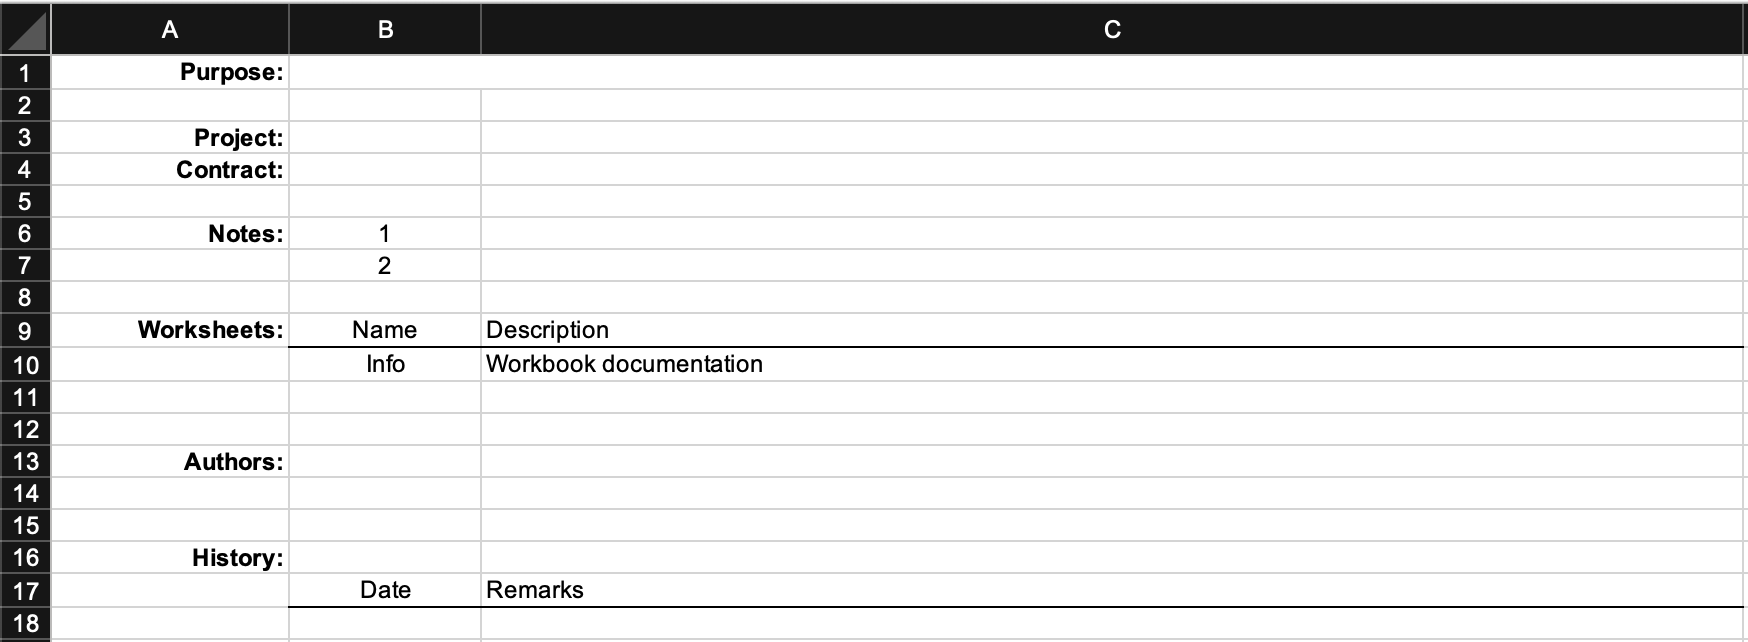 A B C
1 Purpose:
2
3 Project:
4 Contract:
5
6 Notes: 1
7 2
8
9 Worksheets: Name Description
10 Info Workbook documentation
11
12
13 Authors:
14
15
16 History:
17 Date Remarks
18